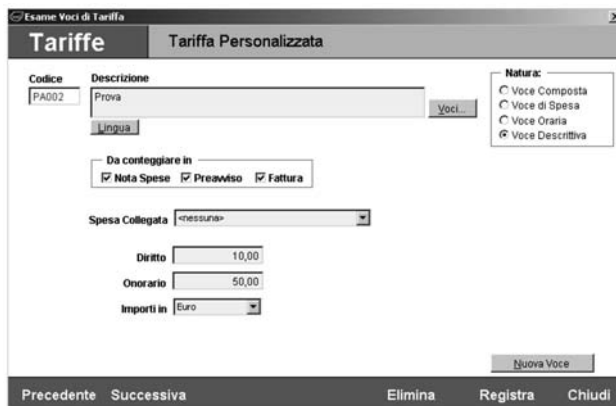 Esame Voci di Tariffa
Tariffe
Tariffa Personalizzata
Codice
Descrizione
PA002
Prova
Voci...
Lingua
Natura:
Voce Composta
Voce di Spesa
Voce Oraria
Voce Descrittiva
Da conteggiare in
Nota Spese Preavviso Fattura
Spesa Collegata <nessuna>
Diritto 10,00
Onorario 50,00
Importi in Euro
Nuova Voce
Precedente Successiva Elimina Registra Chiudi